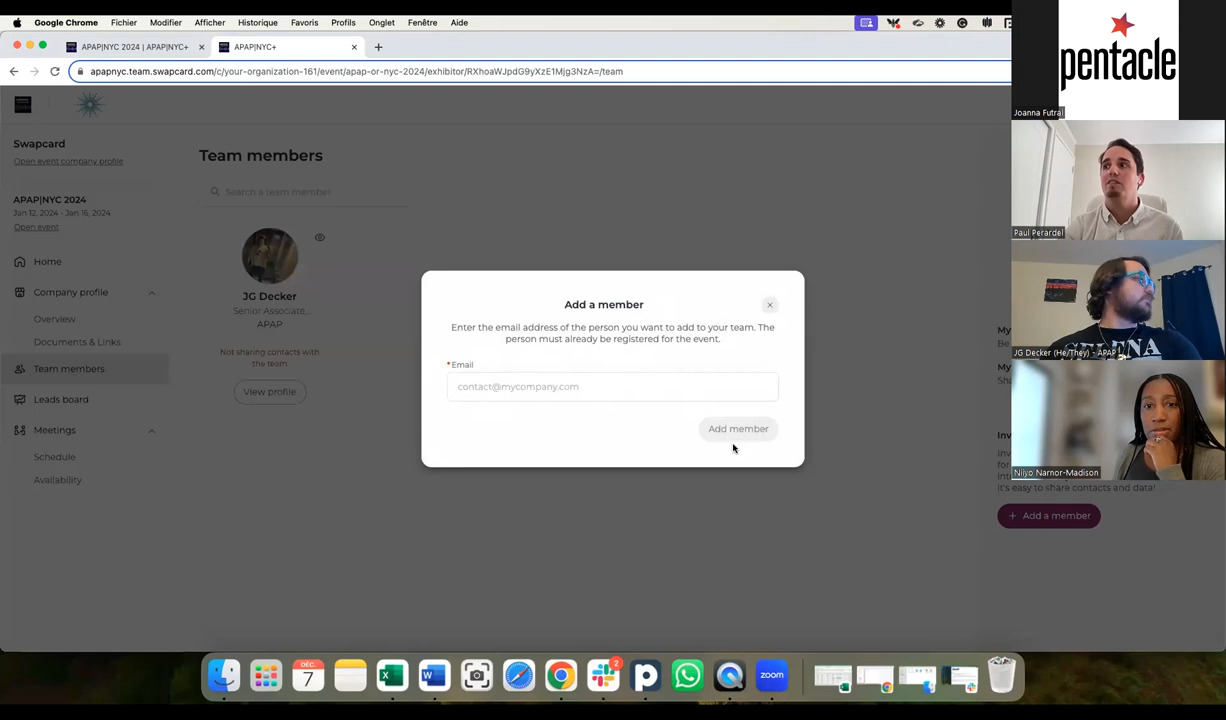 Google Chrome Fichier Modifier Afficher Historique Favoris Profils Onglet Fenêtre Aide
APAP|NYC 2024 | APAP|NYC+
APAP|NYC+
apapnyc.team.swapcard.com/c/your-organization-161/event/apap-or-nyc-2024/exhibitor/RXhoaWJpdG9yXzE1Mjg3NzA=/team
Swapcard
Open event company profile
APAP|NYC 2024
Jan 12, 2024 - Jan 16, 2024
Open event
Home
Company profile
Overview
Documents & Links
Team members
Leads board
Meetings
Schedule
Availability
Team members
Search a team member
JG Decker
Senior Associate,..
APAP
Not sharing contacts with
the team.
View profile
Add a member
Enter the email address of the person you want to add to your team. The
person must already be registered for the event.
*Email
contact@mycompany.com
Add member
it's easy to share contacts and data!
+ Add a member
pentacle
Joanna Futral
Paul Perardel
SELENA
JG Decker (He/They) - APAP
Niiyo Narnor-Madison
DÉC.
7
2
zoom